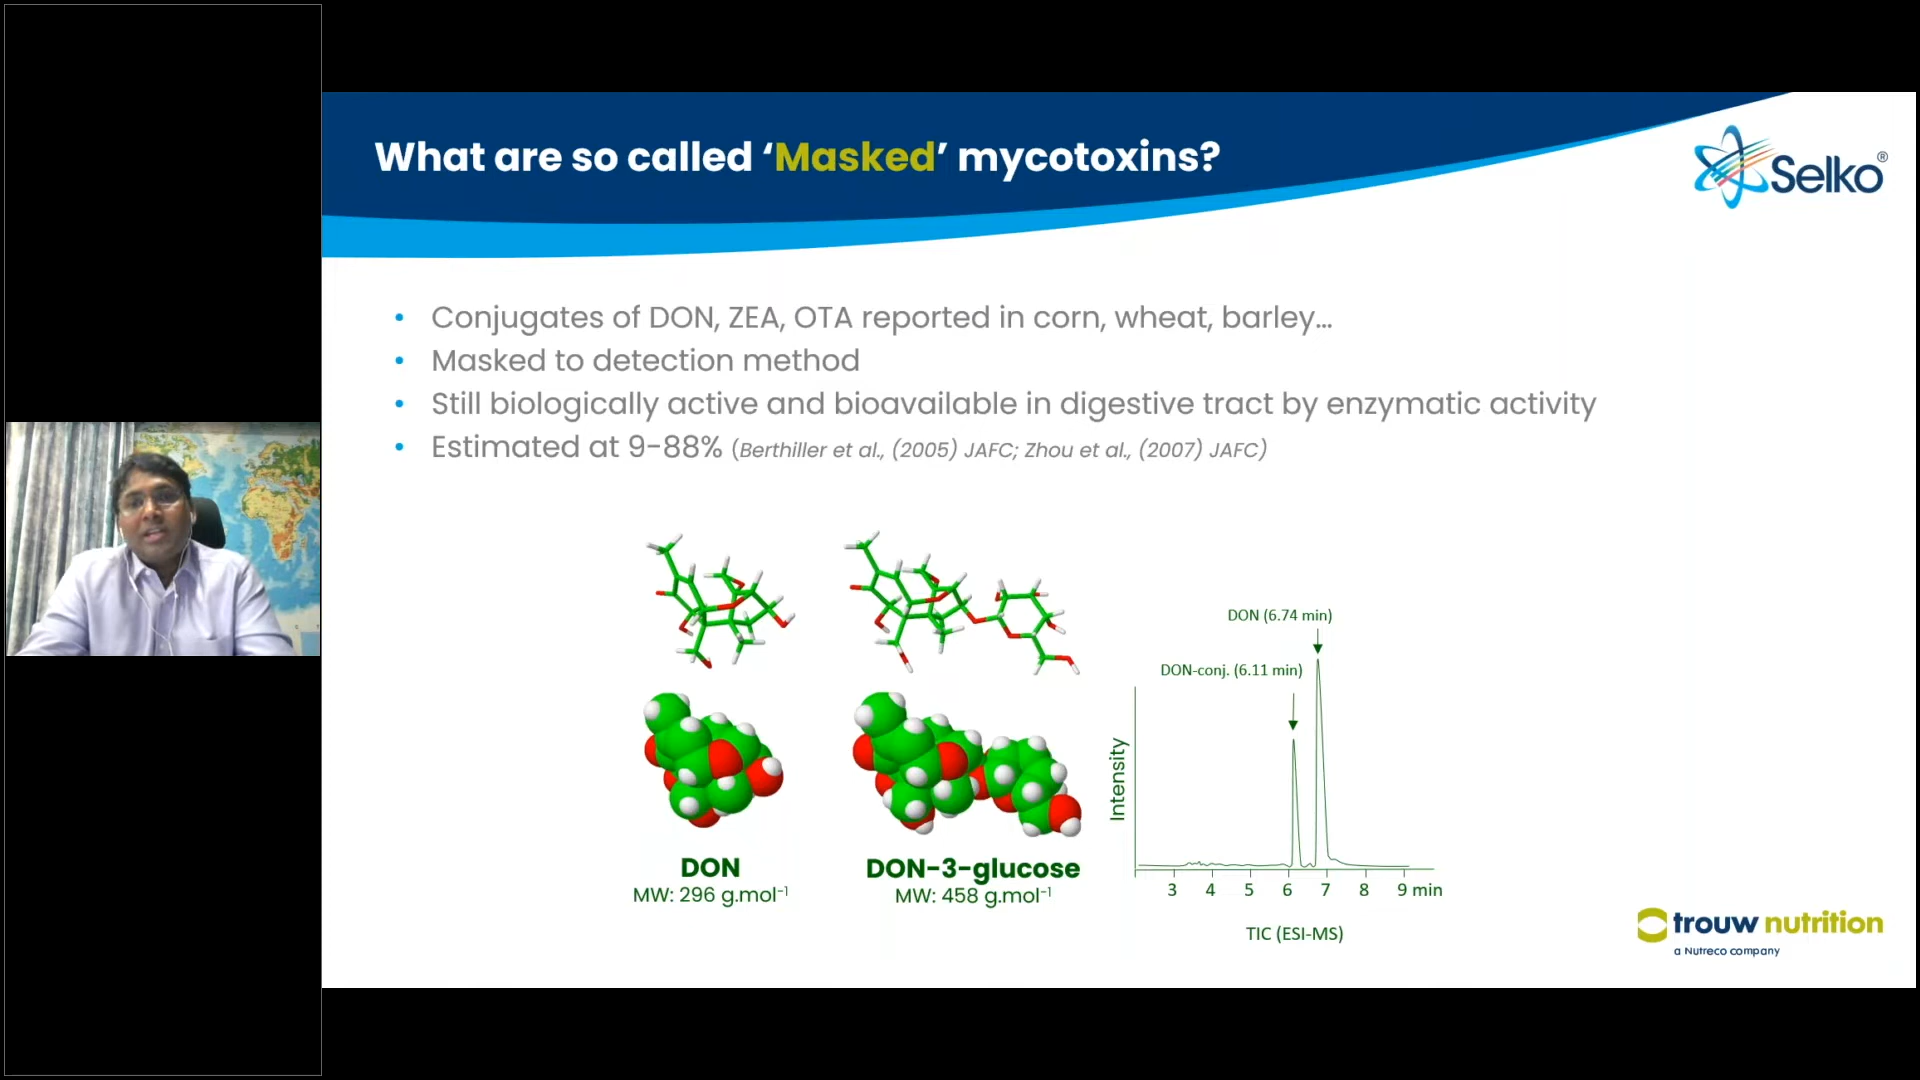 What are so called ‘Masked’ mycotoxins?
Selko®
• Conjugates of DON, ZEA, OTA reported in corn, wheat, barley...
• Masked to detection method
• Still biologically active and bioavailable in digestive tract by enzymatic activity
• Estimated at 9-88% (Berthiller et al., (2005) JAFC; Zhou et al., (2007) JAFC)
DON
MW: 296 g.mol⁻¹
DON-3-glucose
MW: 458 g.mol⁻¹
DON (6.74 min)
DON-conj. (6.11 min)
Intensity
3 4 5 6 7 8 9 min
TIC (ESI-MS)
trouw nutrition
a Nutreco company